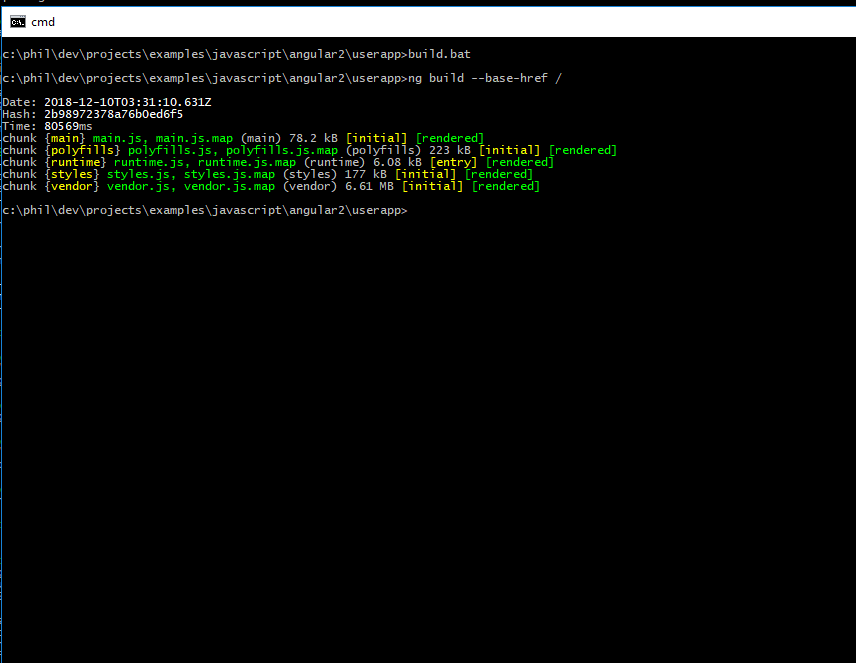 cmd
c:\phil\dev\projects\examples\javascript\angular2\userapp>build.bat
c:\phil\dev\projects\examples\javascript\angular2\userapp>ng build --base-href /
Date: 2018-12-10T03:31:10.631Z
Hash: 2b98972378a76b0ed6f5
Time: 80569ms
chunk {main} main.js, main.js.map (main) 78.2 kB [initial] [rendered]
chunk {polyfills} polyfills.js, polyfills.js.map (polyfills) 223 kB [initial] [rendered]
chunk {runtime} runtime.js, runtime.js.map (runtime) 6.08 kB [entry] [rendered]
chunk {styles} styles.js, styles.js.map (styles) 177 kB [initial] [rendered]
chunk {vendor} vendor.js, vendor.js.map (vendor) 6.61 MB [initial] [rendered]
c:\phil\dev\projects\examples\javascript\angular2\userapp>